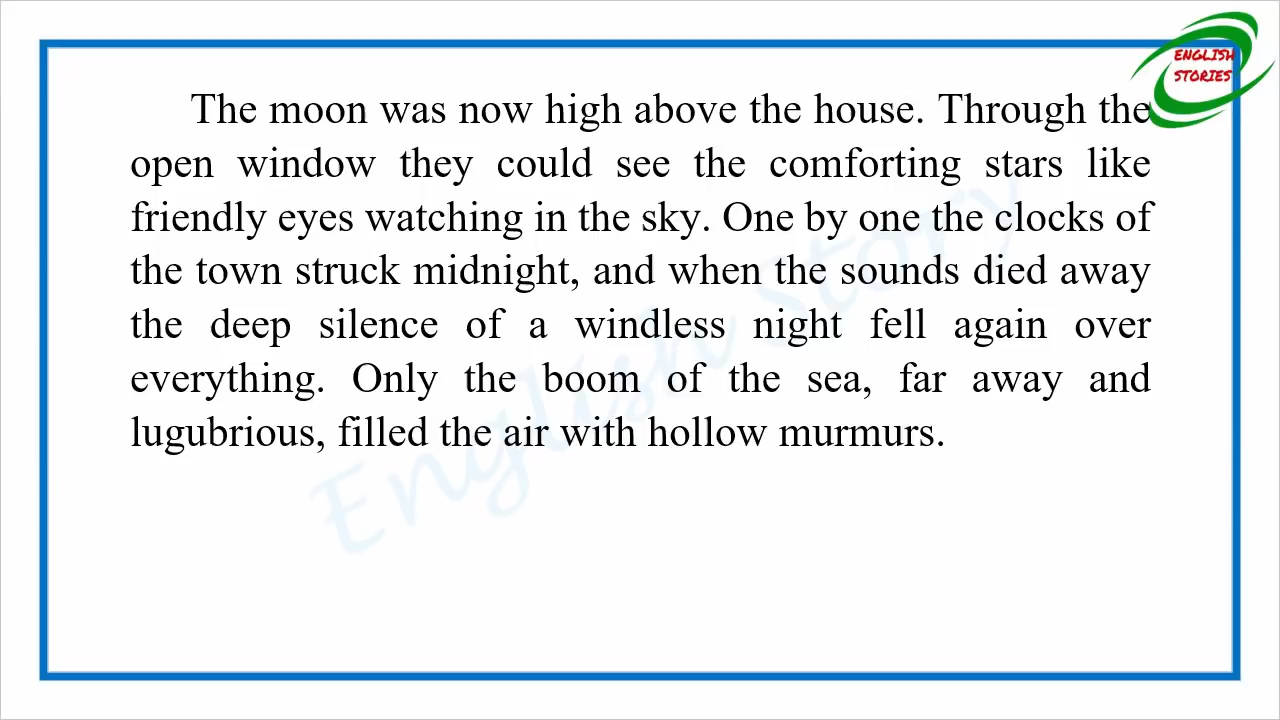 ENGLISH
STORIES
The moon was now high above the house. Through the
open window they could see the comforting stars like
friendly eyes watching in the sky. One by one the clocks of
the town struck midnight, and when the sounds died away
the deep silence of a windless night fell again over
everything. Only the boom of the sea, far away and
lugubrious, filled the air with hollow murmurs.
English Story